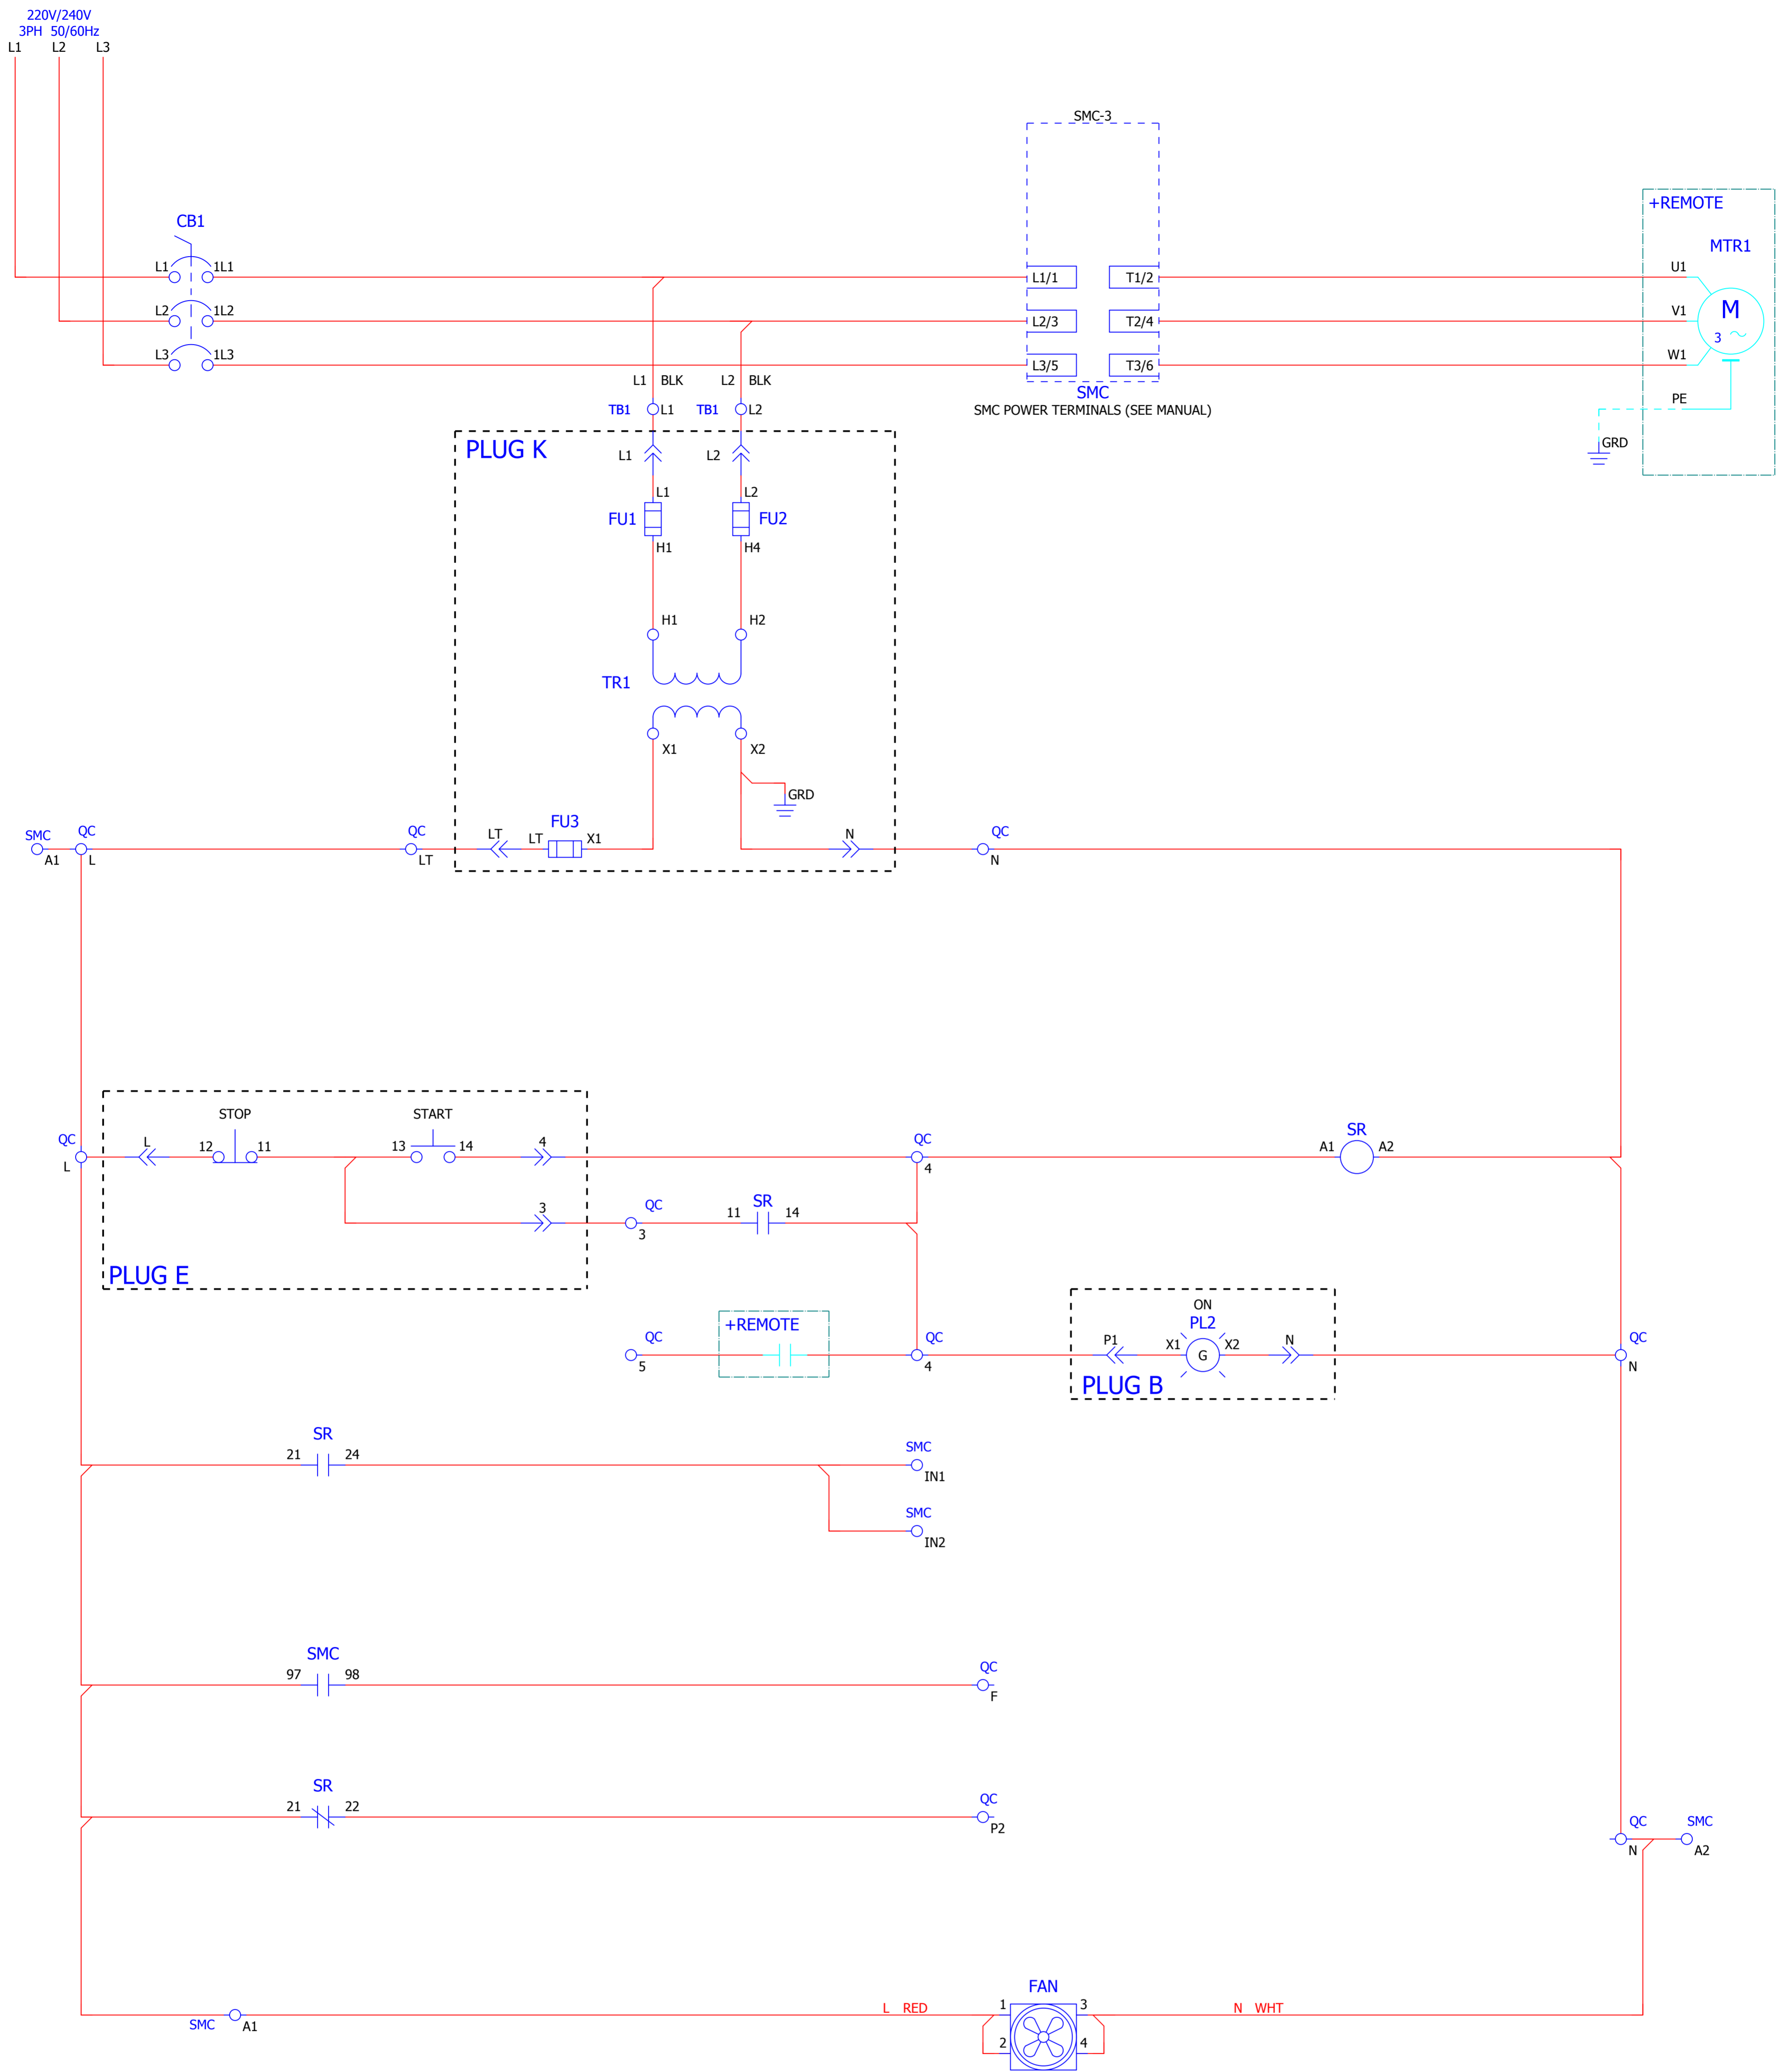 220V/240V
3PH 50/60Hz
L1 L2 L3
SMC-3
+REMOTE
MTR1
CB1
L1 1L1
L1/1 T1/2
U1
M
3
L2 1L2
L2/3 T2/4
V1
L3 1L3
L3/5 T3/6
W1
L1 BLK L2 BLK
SMC
SMC POWER TERMINALS (SEE MANUAL)
PE
GRD
TB1 L1 TB1 L2
PLUG K
L1 L2
L1 L2
FU1 FU2
H1 H4
H1 H2
TR1
X1 X2
GRD
SMC QC QC FU3 QC
LT LT X1 N
A1 L LT N
STOP START
QC L 12 11 13 14 4 QC SR
L 4 A1 A2
3 QC 11 SR 14
3
PLUG E
+REMOTE
ON
PL2
QC QC P1 X1 G X2 N QC
5 4 N
PLUG B
SR
21 24
SMC
IN1
SMC
IN2
SMC
97 98
QC
F
SR
21 22
QC
P2
QC SMC
N A2
FAN
L RED 1 3 N WHT
SMC A1
2 4